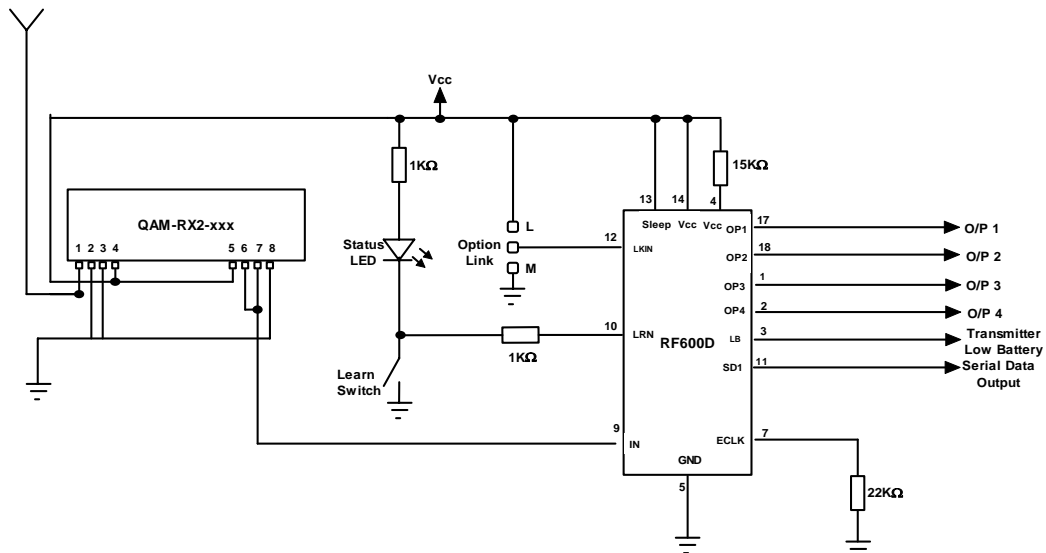 Vcc
1KΩ
15KΩ
QAM-RX2-xxx
1 2 3 4 5 6 7 8
Status
LED
Option
Link
L
M
Learn
Switch
1KΩ
13 14 4
Sleep Vcc Vcc
12 LKIN
10 LRN
9 IN
RF600D
GND
5
OP1 17 O/P 1
OP2 18 O/P 2
OP3 1 O/P 3
OP4 2 O/P 4
LB 3 Transmitter
Low Battery
SD1 11 Serial Data
Output
ECLK 7
22KΩ